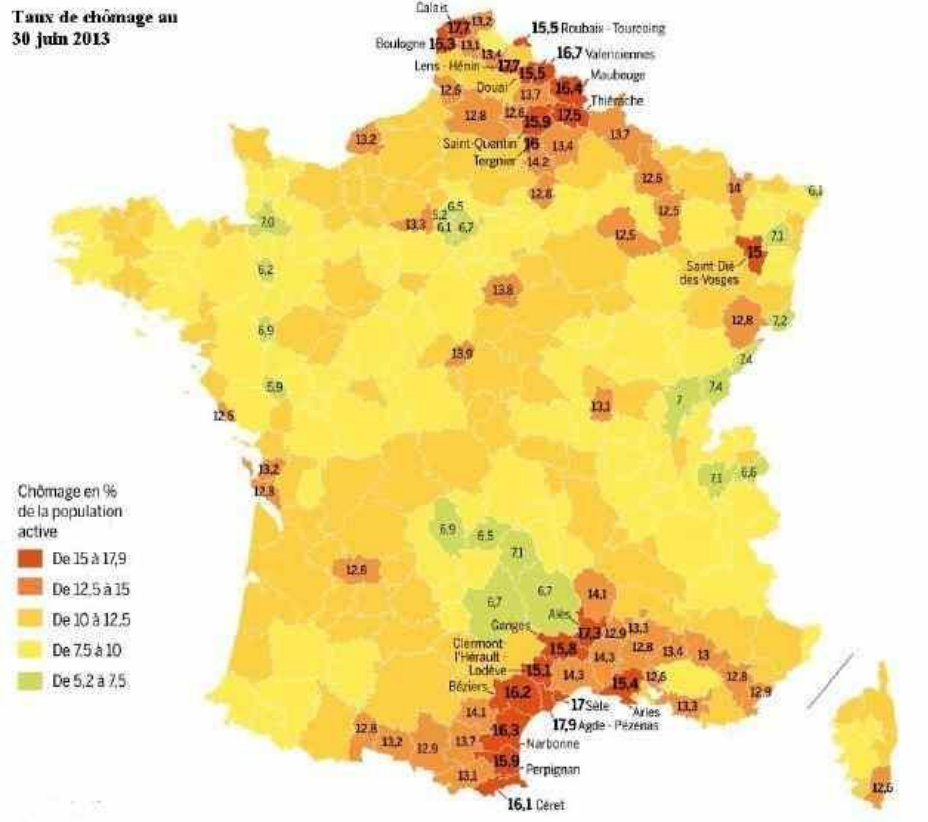 Taux de chômage au
30 juin 2013
Calais
17,7
13,2
15,5 Roubaix - Tourcoing
Boulogne 15,3
13,1
13,4
16,7 Valenciennes
Lens - Hénin
17,7
15,5
Maubeuge
Douai
16,4
12,6
13,7
Thiérache
12,8
12,6
15,9
17,5
13,2
13,7
Saint-Quentin
16
13,4
Tergnier
14,2
12,6
14
6,1
12,8
12,5
6,5
5,2
7,0
13,3
6,1
6,7
12,5
7,1
15
Saint-Dié
des-Vosges
6,2
13,8
12,8
7,2
6,9
13,9
7,4
5,9
7,4
7
12,6
13,1
13,2
7,1
6,6
12,8
Chômage en %
de la population
active
De 15 à 17,9
De 12,5 à 15
De 10 à 12,5
De 7,5 à 10
De 5,2 à 7,5
6,9
6,5
7,1
12,6
6,7
6,7
14,1
Alès
Ganges
17,3
12,9
13,3
Clermont-
l'Hérault -
Lodève
15,8
14,3
12,8
13,4
13
15,1
14,3
15,4
12,6
12,8
12,9
Béziers
16,2
13,3
17 Sète
Arles
14,1
17,9 Agde - Pézenas
12,8
13,2
12,9
13,7
16,3
Narbonne
15,9
Perpignan
13,1
16,1 Céret
12,6